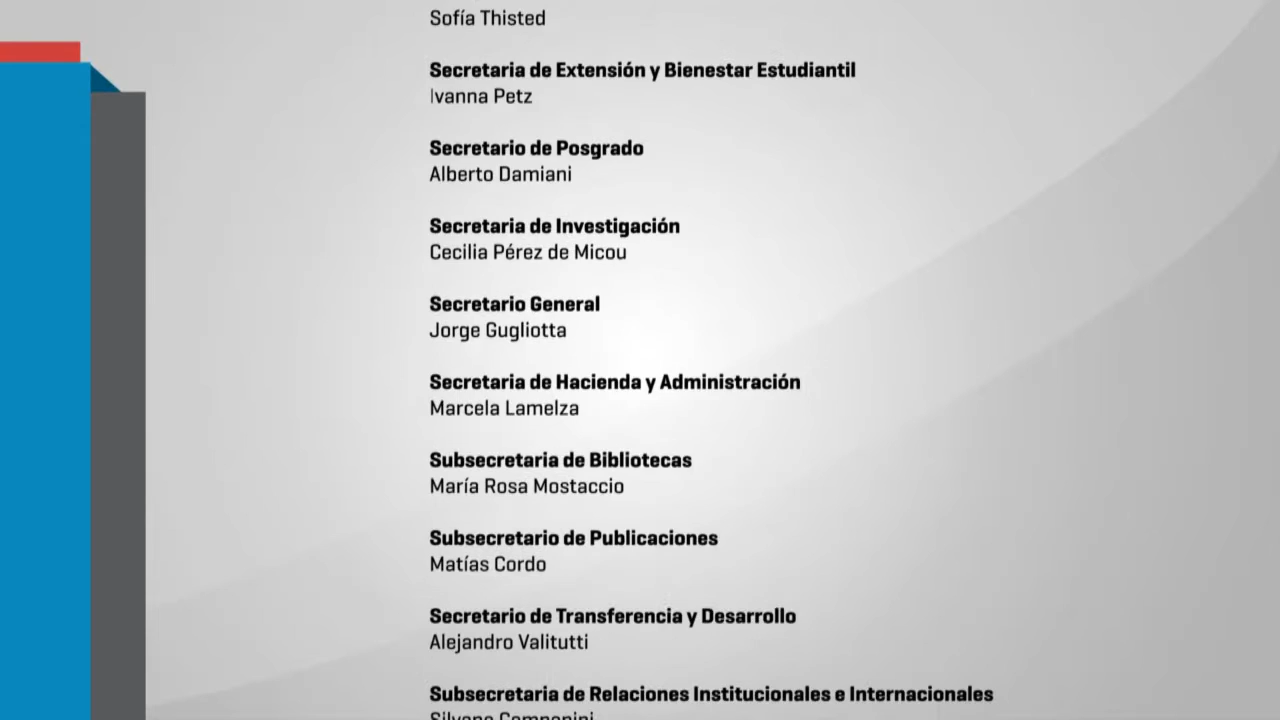 Sofía Thisted
Secretaria de Extensión y Bienestar Estudiantil
Ivanna Petz
Secretario de Posgrado
Alberto Damiani
Secretaria de Investigación
Cecilia Pérez de Micou
Secretario General
Jorge Gugliotta
Secretaria de Hacienda y Administración
Marcela Lamelza
Subsecretaria de Bibliotecas
María Rosa Mostaccio
Subsecretario de Publicaciones
Matías Cordo
Secretario de Transferencia y Desarrollo
Alejandro Valitutti
Subsecretaria de Relaciones Institucionales e Internacionales